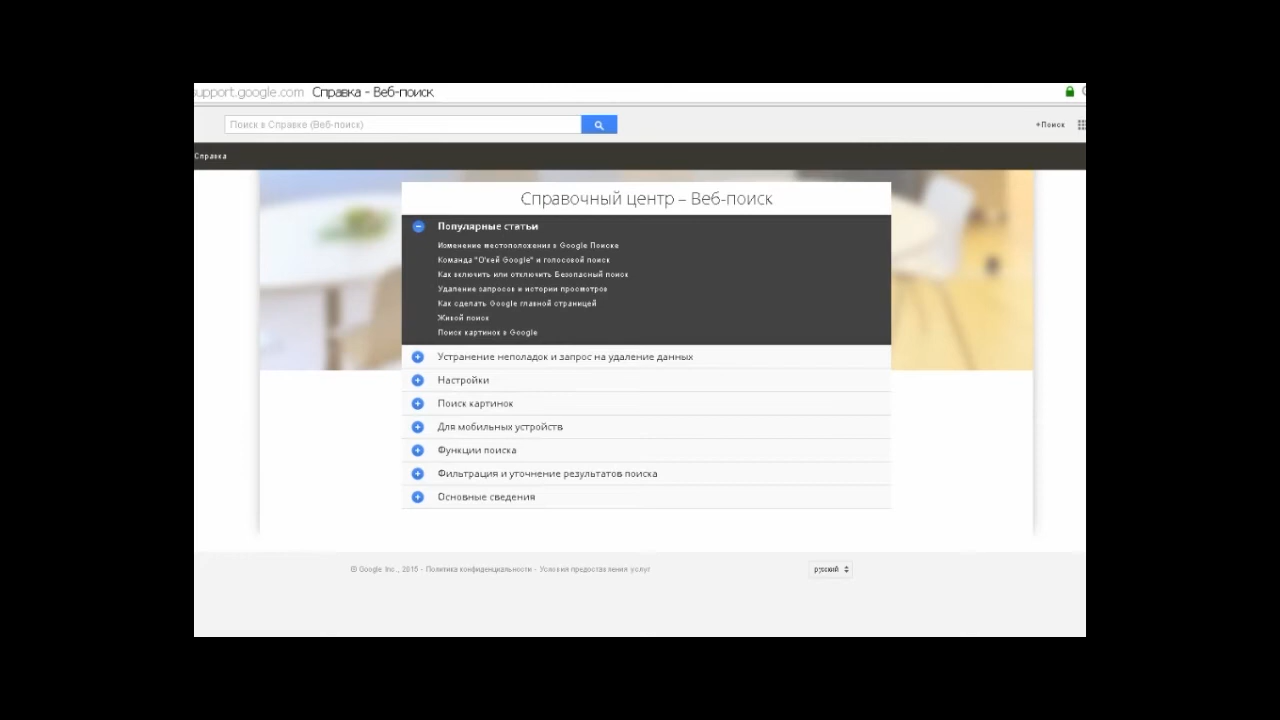 upport.google.com Справка - Веб-поиск
Поиск в Справке (Веб-поиск)
+Поиск
Справка
Справочный центр – Веб-поиск
Популярные статьи
Изменение местоположения в Google Поиске
Команда "О'кей Google" и голосовой поиск
Как включить или отключить Безопасный поиск
Удаление запросов и истории просмотров
Как сделать Google главной страницей
Живой поиск
Поиск картинок в Google
Устранение неполадок и запрос на удаление данных
Настройки
Поиск картинок
Для мобильных устройств
Функции поиска
Фильтрация и уточнение результатов поиска
Основные сведения
© Google Inc., 2015 - Политика конфиденциальности - Условия предоставления услуг
русский